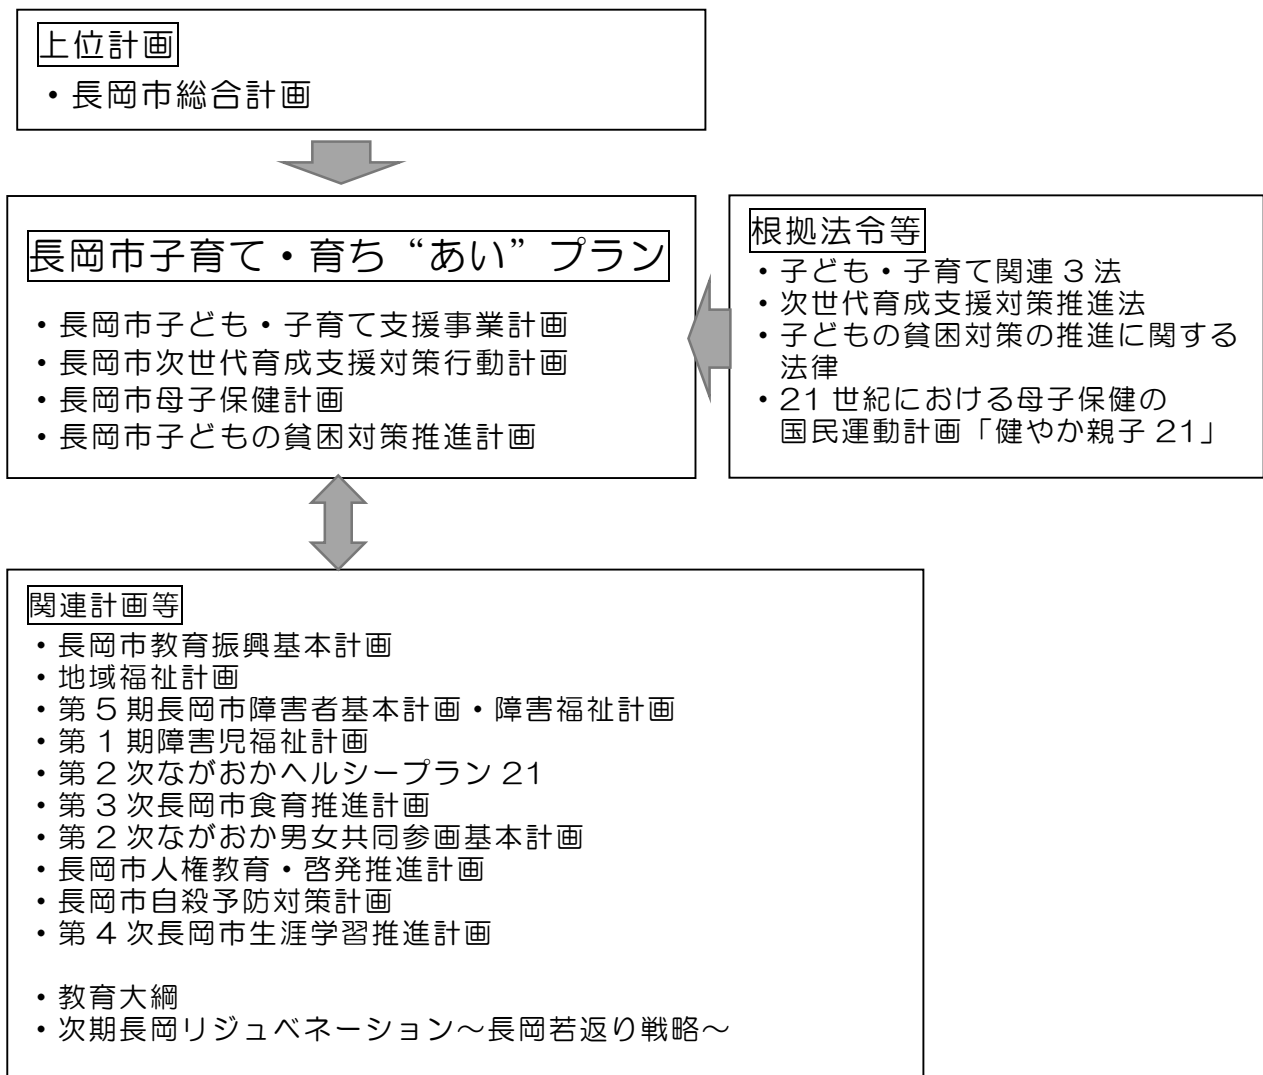 上位計画
・長岡市総合計画
長岡市子育て・育ち“あい”プラン
・長岡市子ども・子育て支援事業計画
・長岡市次世代育成支援対策行動計画
・長岡市母子保健計画
・長岡市子どもの貧困対策推進計画
根拠法令等
・子ども・子育て関連3法
・次世代育成支援対策推進法
・子どもの貧困対策の推進に関する
法律
・21世紀における母子保健の
国民運動計画「健やか親子21」
関連計画等
・長岡市教育振興基本計画
・地域福祉計画
・第5期長岡市障害者基本計画・障害福祉計画
・第1期障害児福祉計画
・第2次ながおかヘルシープラン21
・第3次長岡市食育推進計画
・第2次ながおか男女共同参画基本計画
・長岡市人権教育・啓発推進計画
・長岡市自殺予防対策計画
・第4次長岡市生涯学習推進計画
・教育大綱
・次期長岡リジュベネーション～長岡若返り戦略～